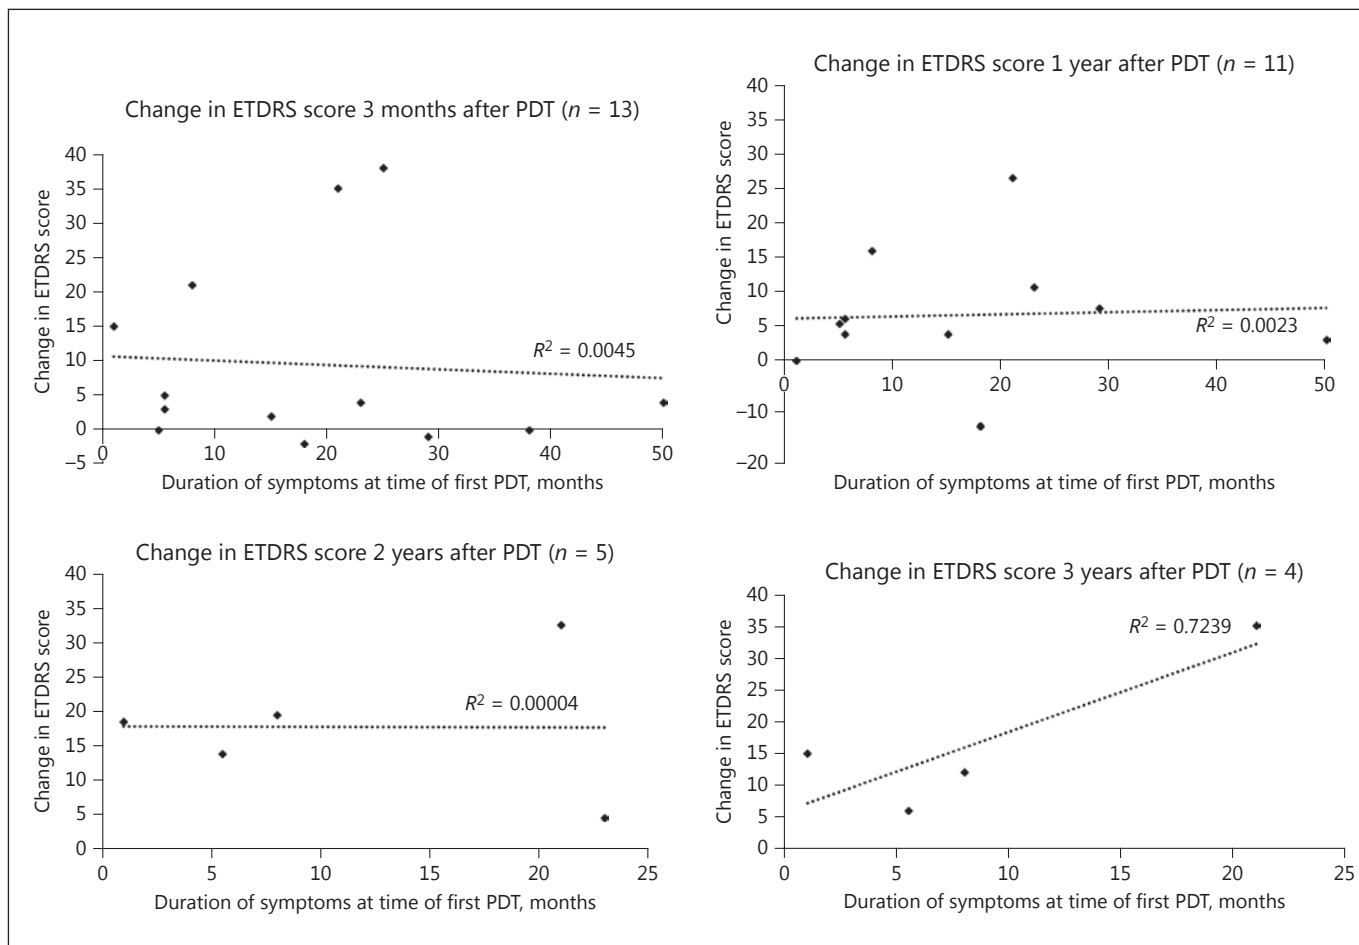 Change in ETDRS score 3 months after PDT (n = 13)
Change in ETDRS score
40
35
30
25
20
15
10
5
0
–5
R² = 0.0045
0 10 20 30 40 50
Duration of symptoms at time of first PDT, months
Change in ETDRS score 1 year after PDT (n = 11)
Change in ETDRS score
40
35
30
25
20
15
10
5
0
–10
–20
R² = 0.0023
0 10 20 30 40 50
Duration of symptoms at time of first PDT, months
Change in ETDRS score 2 years after PDT (n = 5)
Change in ETDRS score
40
35
30
25
20
15
10
5
0
R² = 0.00004
0 5 10 15 20 25
Duration of symptoms at time of first PDT, months
Change in ETDRS score 3 years after PDT (n = 4)
Change in ETDRS score
40
35
30
25
20
15
10
5
0
R² = 0.7239
0 5 10 15 20 25
Duration of symptoms at time of first PDT, months